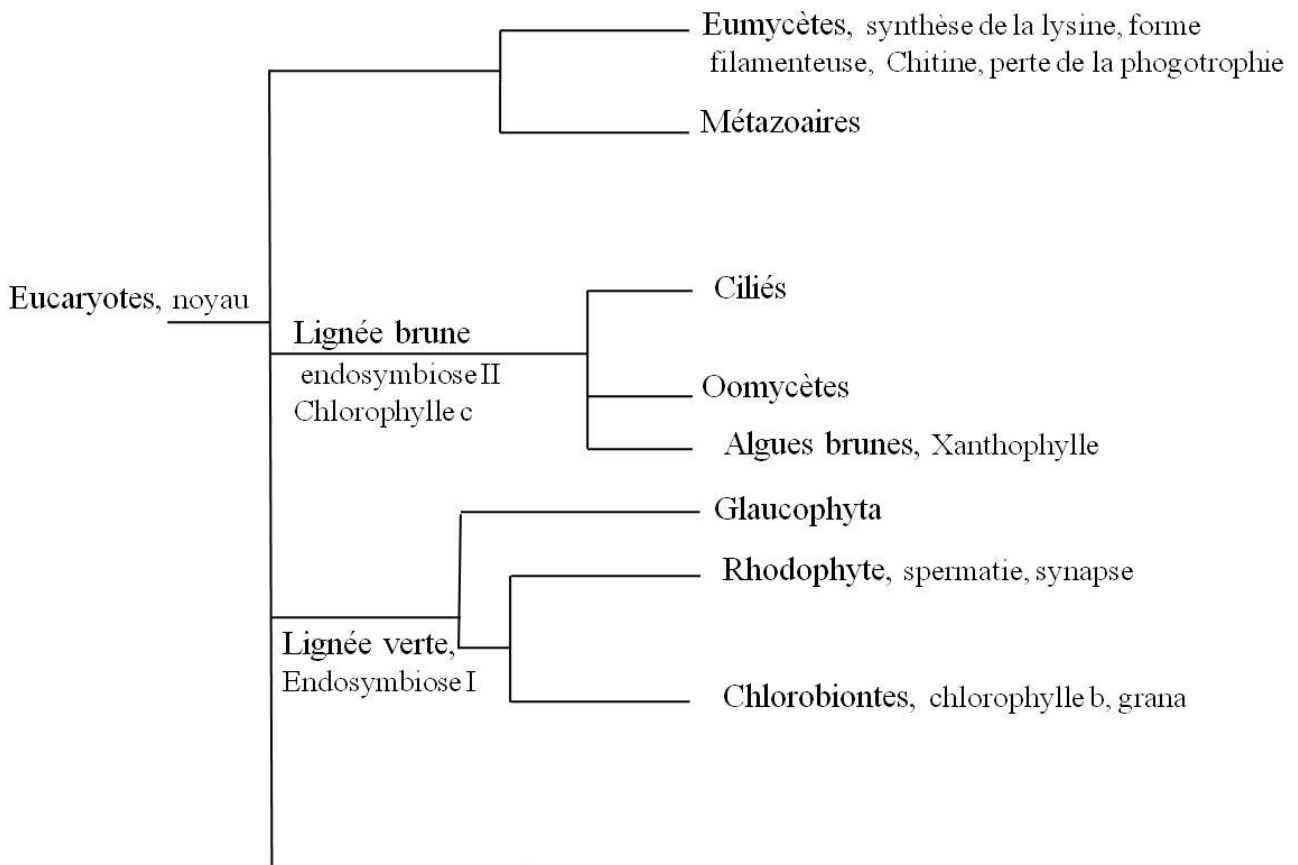 Eumycètes, synthèse de la lysine, forme
filamenteuse, Chitine, perte de la phogotrophie
Métazoaires
Ciliés
Eucaryotes, noyau
Lignée brune
endosymbiose II
Chlorophylle c
Oomycètes
Algues brunes, Xanthophylle
Glaucophyta
Rhodophyte, spermatie, synapse
Lignée verte,
Endosymbiose I
Chlorobiontes, chlorophylle b, grana